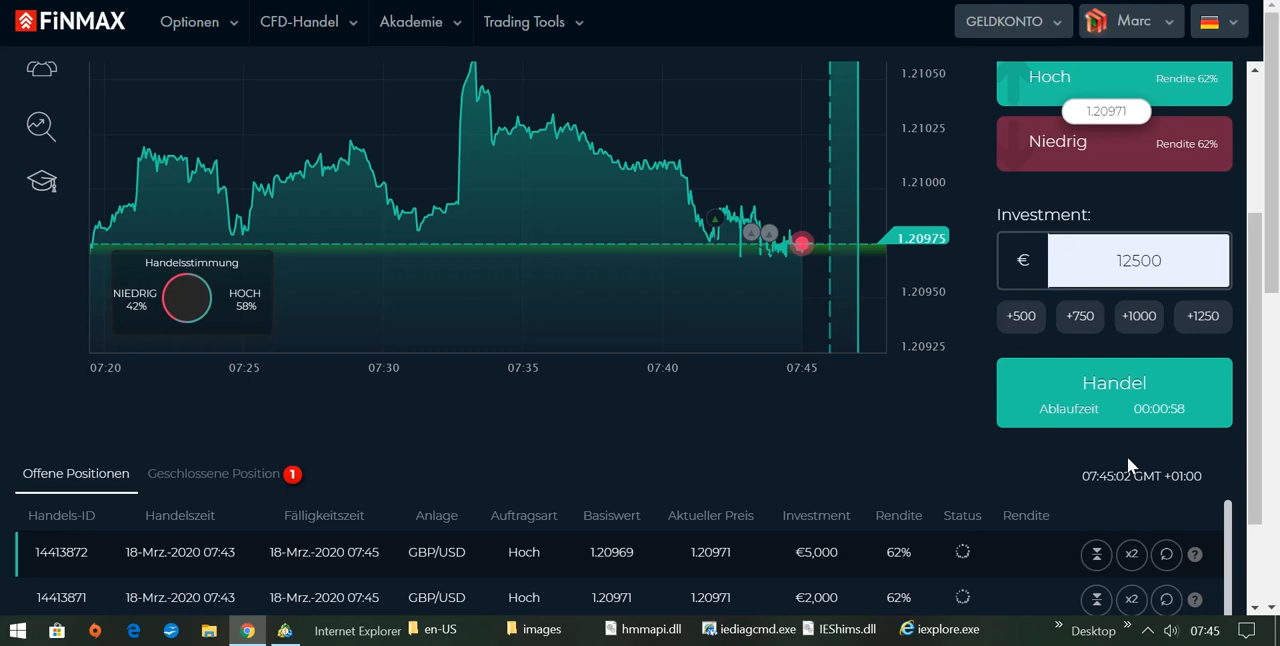 FiNMAX
Optionen CFD-Handel Akademie Trading Tools GELDKONTO Marc
1.21050
1.21025
1.21000
1.20975
1.20950
1.20925
Handelsstimmung
NIEDRIG HOCH
42% 58%
07:20 07:25 07:30 07:35 07:40 07:45
Hoch Rendite 62%
1.20971
Niedrig Rendite 62%
Investment:
€ 12500
+500 +750 +1000 +1250
Handel
Ablaufzeit 00:00:58
Offene Positionen Geschlossene Position 1
07:45:02 GMT +01:00
Handels-ID Handelszeit Fälligkeitszeit Anlage Auftragsart Basiswert Aktueller Preis Investment Rendite Status Rendite
14413872 18-Mrz.-2020 07:43 18-Mrz.-2020 07:45 GBP/USD Hoch 1.20969 1.20971 €5,000 62% x2 ?
14413871 18-Mrz.-2020 07:43 18-Mrz.-2020 07:45 GBP/USD Hoch 1.20971 1.20971 €2,000 62% x2 ?
Internet Explorer en-US images hmmapi.dll iediagcmd.exe IEShims.dll iexplore.exe » Desktop » 07:45